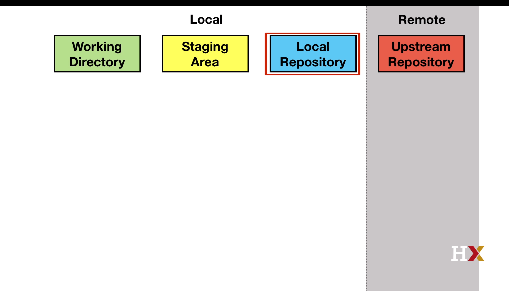 Local
Remote
Working
Directory
Staging
Area
Local
Repository
Upstream
Repository
HX